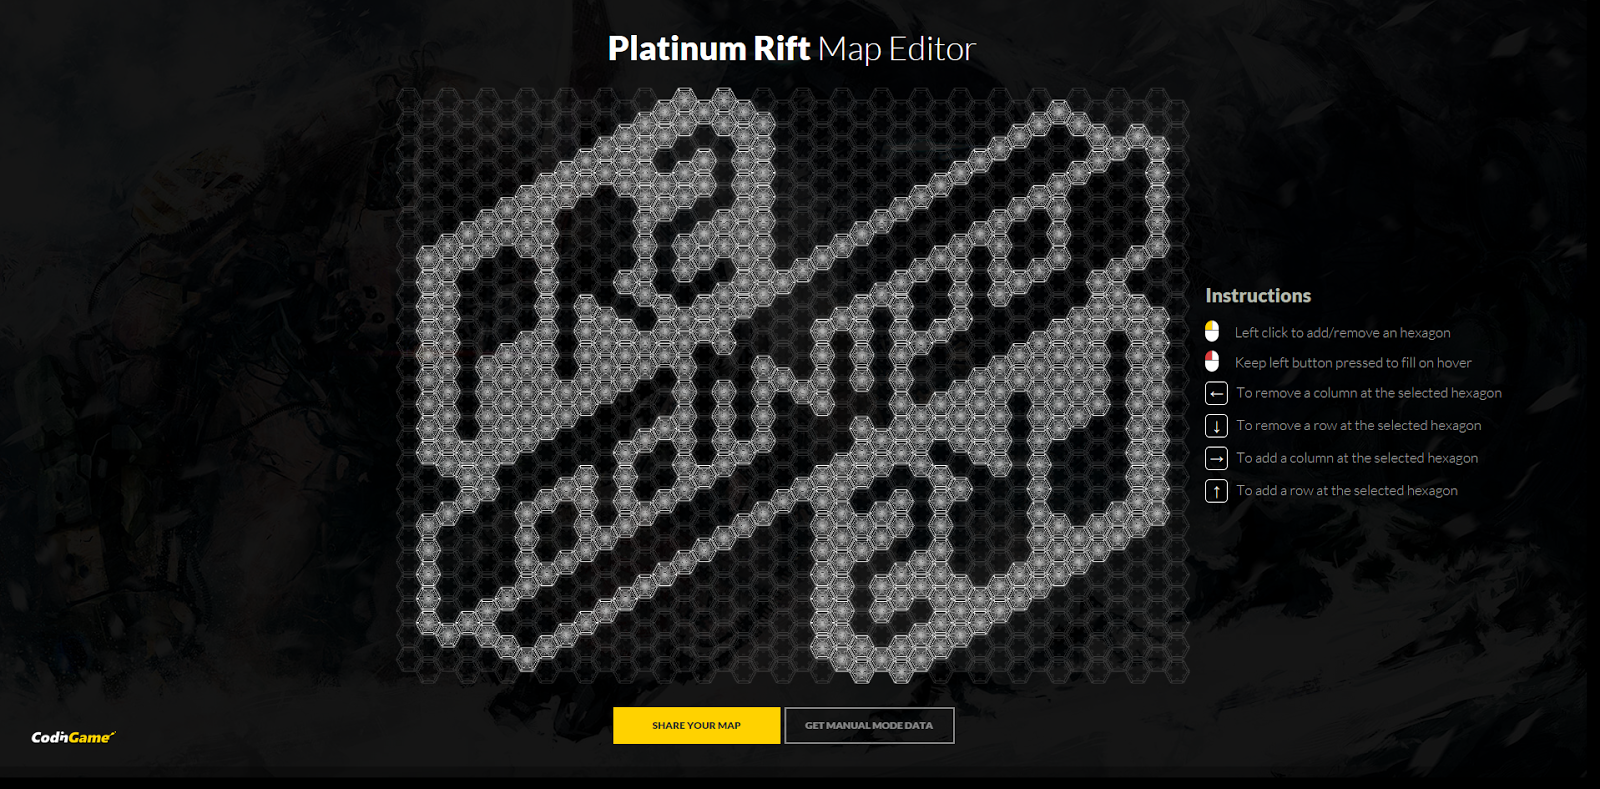 Platinum Rift Map Editor
Instructions
Left click to add/remove an hexagon
Keep left button pressed to fill on hover
← To remove a column at the selected hexagon
↓ To remove a row at the selected hexagon
→ To add a column at the selected hexagon
↑ To add a row at the selected hexagon
SHARE YOUR MAP
GET MANUAL MODE DATA
CodinGame